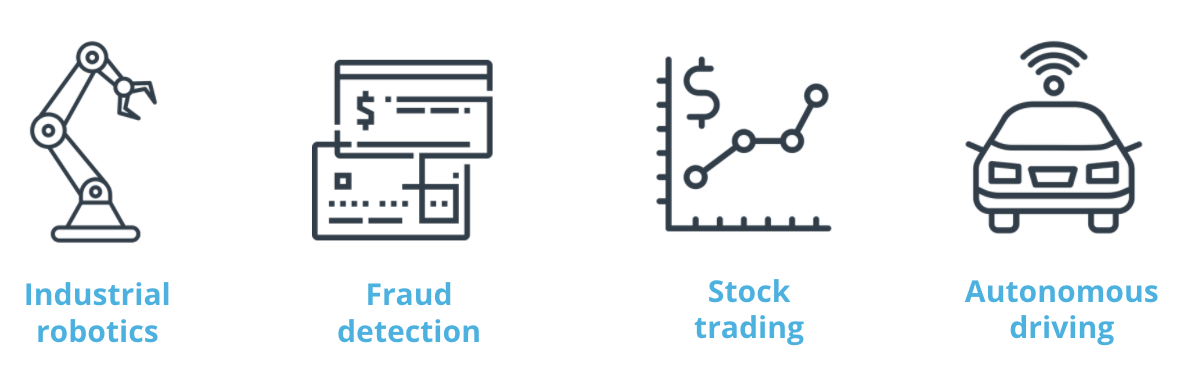 $
$
Industrial
robotics
Fraud
detection
Stock
trading
Autonomous
driving